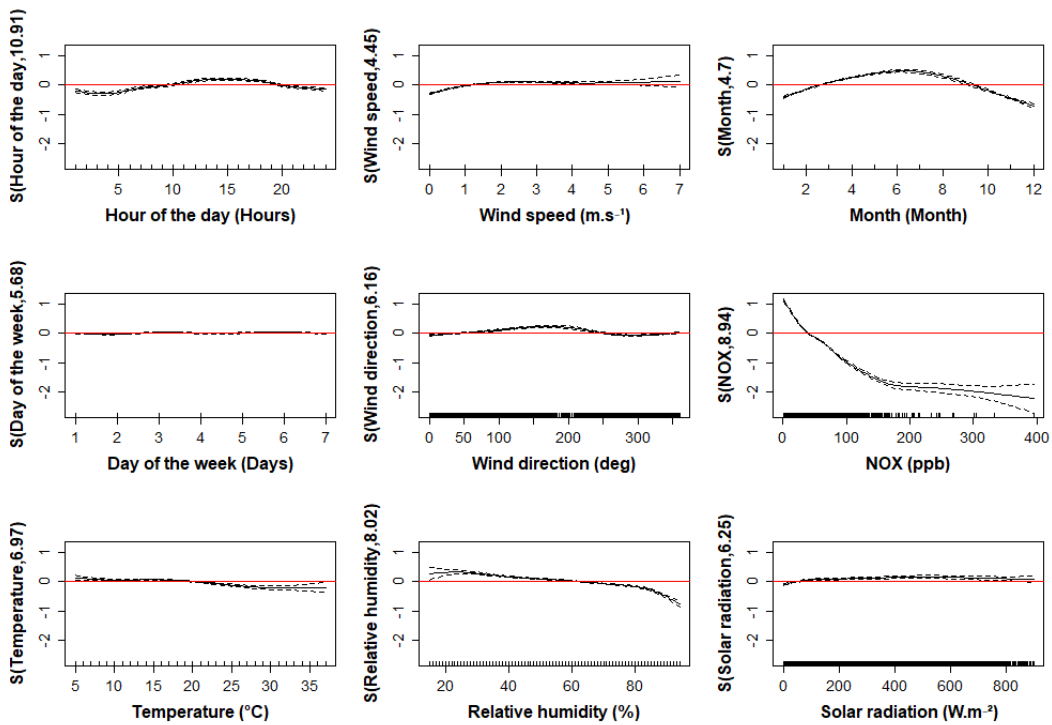 S(Hour of the day,10.91)
1
0
-1
-2
5 10 15 20
Hour of the day (Hours)
S(Wind speed,4.45)
1
0
-1
-2
0 1 2 3 4 5 6 7
Wind speed (m.s⁻¹)
S(Month,4.7)
1
0
-1
-2
2 4 6 8 10 12
Month (Month)
S(Day of the week,5.68)
1
0
-1
-2
1 2 3 4 5 6 7
Day of the week (Days)
S(Wind direction,6.16)
1
0
-1
-2
0 50 100 200 300
Wind direction (deg)
S(NOX,8.94)
1
0
-1
-2
0 100 200 300 400
NOX (ppb)
S(Temperature,6.97)
1
0
-1
-2
5 10 15 20 25 30 35
Temperature (°C)
S(Relative humidity,8.02)
1
0
-1
-2
20 40 60 80
Relative humidity (%)
S(Solar radiation,6.25)
1
0
-1
-2
0 200 400 600 800
Solar radiation (W.m⁻²)